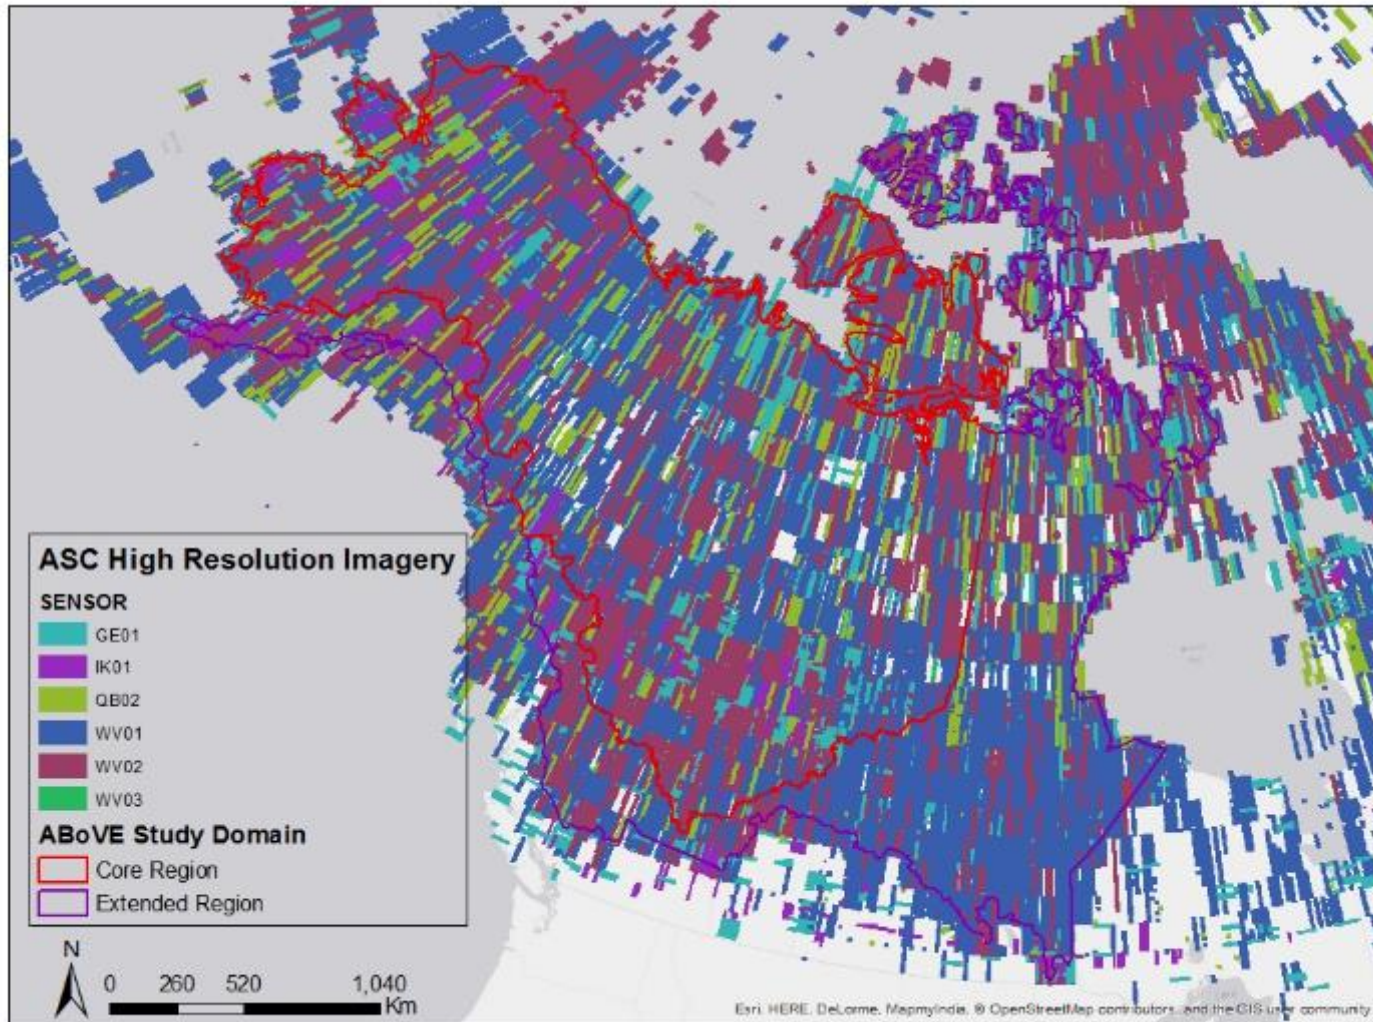 ASC High Resolution Imagery
SENSOR
GE01
IK01
QB02
WV01
WV02
WV03
ABoVE Study Domain
Core Region
Extended Region
N
0 260 520 1,040
Km
Esri, HERE, DeLorme, MapmyIndia, © OpenStreetMap contributors, and the GIS user community